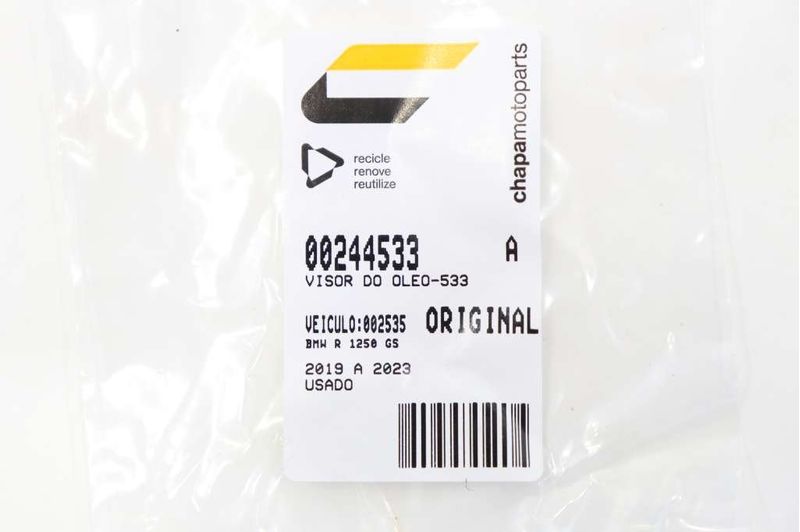 chapamotoparts
recicle
renove
reutilize
00244533 A
VISOR DO OLEO-533
VEICULO:002535 ORIGINAL
BMW R 1250 GS
2019 A 2023
USADO